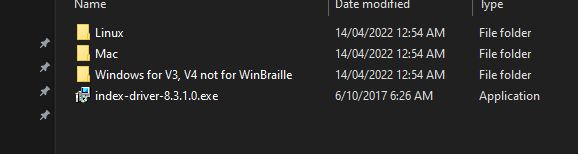 Name Date modified Type
Linux 14/04/2022 12:54 AM File folder
Mac 14/04/2022 12:54 AM File folder
Windows for V3, V4 not for WinBraille 14/04/2022 12:54 AM File folder
index-driver-8.3.1.0.exe 6/10/2017 6:26 AM Application